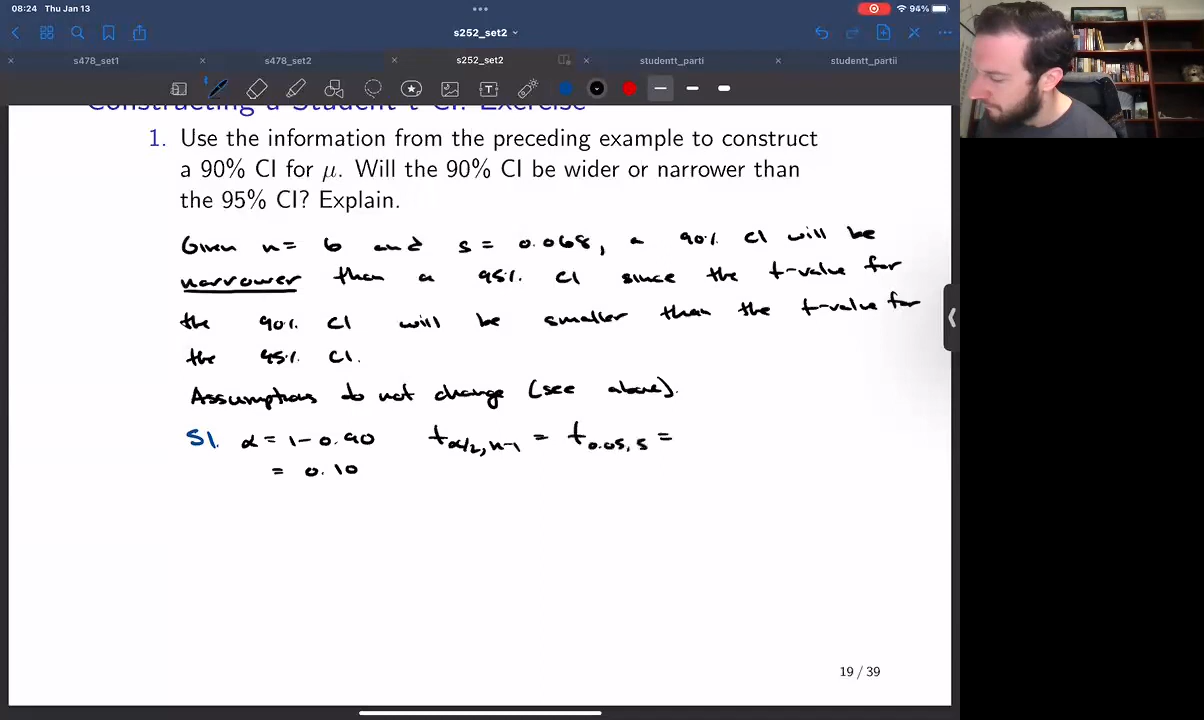 08:24 Thu Jan 13
94%
s252_set2
s478_set1
s478_set2
s252_set2
studentt_parti
studentt_partii
Constructing a Student t CI: Exercise
1. Use the information from the preceding example to construct
a 90% CI for μ. Will the 90% CI be wider or narrower than
the 95% CI? Explain.
Given n = 6 and s = 0.068, a 90% CI will be
narrower than a 95% CI since the t-value for
the 90% CI will be smaller than the t-value for
the 95% CI.
Assumptions do not change (see above).
S1. α = 1 - 0.90 t α/2, n-1 = t 0.05, 5 =
= 0.10
19 / 39